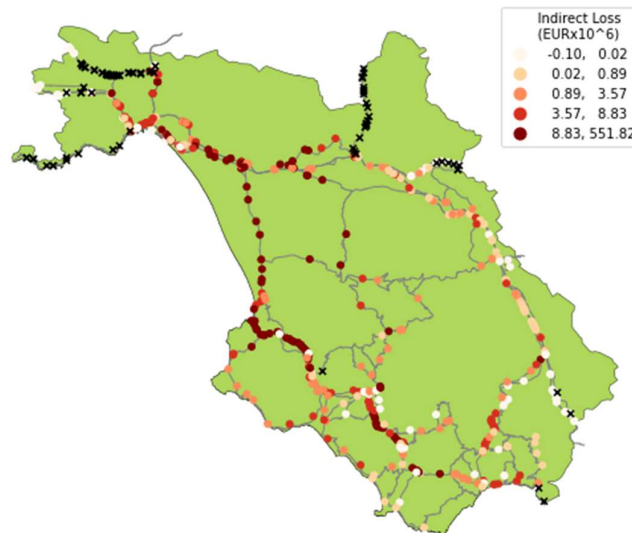 Indirect Loss
(EURx10^6)
-0.10, 0.02
0.02, 0.89
0.89, 3.57
3.57, 8.83
8.83, 551.82